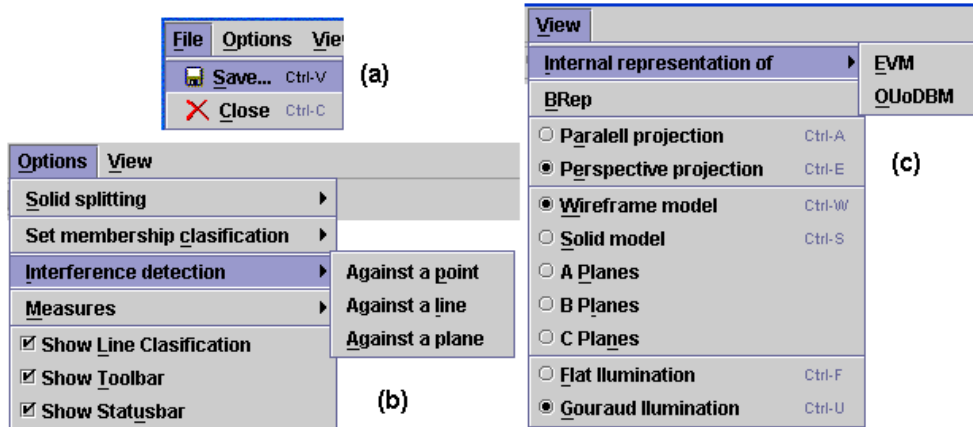 File Options Vie
Save... Ctrl-V
Close Ctrl-C
(a)
Options View
Solid splitting
Set membership clasification
Interference detection
Measures
Show Line Clasification
Show Toolbar
Show Statusbar
Against a point
Against a line
Against a plane
(b)
View
Internal representation of
BRep
Paralell projection Ctrl-A
Perspective projection Ctrl-E
Wireframe model Ctrl-W
Solid model Ctrl-S
A Planes
B Planes
C Planes
Flat Ilumination Ctrl-F
Gouraud Ilumination Ctrl-U
EVM
OUoDBM
(c)